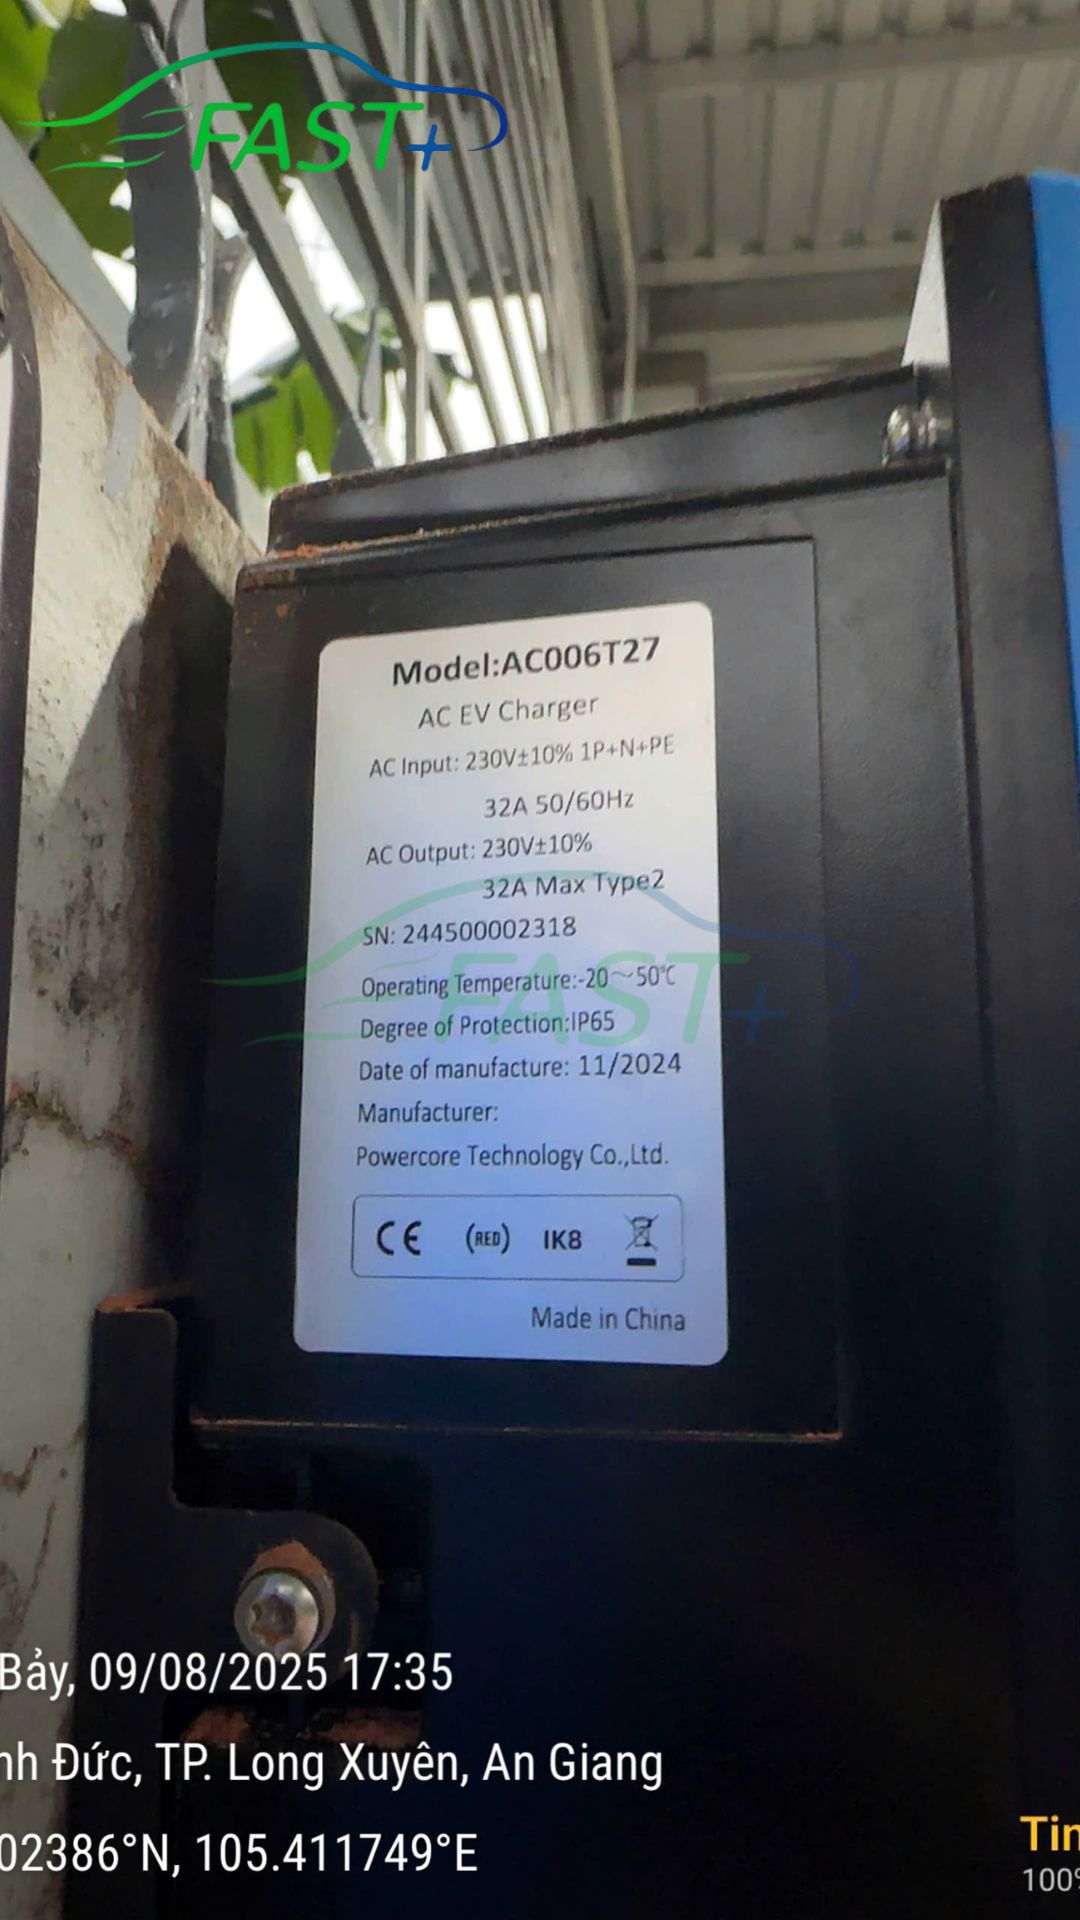 FAST+
Model:AC006T27
AC EV Charger
AC Input: 230V±10% 1P+N+PE
32A 50/60Hz
AC Output: 230V±10%
32A Max Type2
SN: 244500002318
FAST+
Operating Temperature:-20~50℃
Degree of Protection:IP65
Date of manufacture: 11/2024
Manufacturer:
Powercore Technology Co.,Ltd.
CE (RED) IK8
Made in China
Bảy, 09/08/2025 17:35
Đức, TP. Long Xuyên, An Giang
02386°N, 105.411749°E
100%